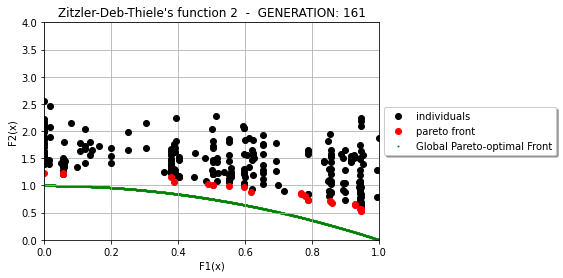 Zitzler-Deb-Thiele's function 2 - GENERATION: 161
4.0
3.5
3.0
2.5
2.0
1.5
1.0
0.5
0.0
F2(x)
0.0 0.2 0.4 0.6 0.8 1.0
F1(x)
individuals
pareto front
Global Pareto-optimal Front